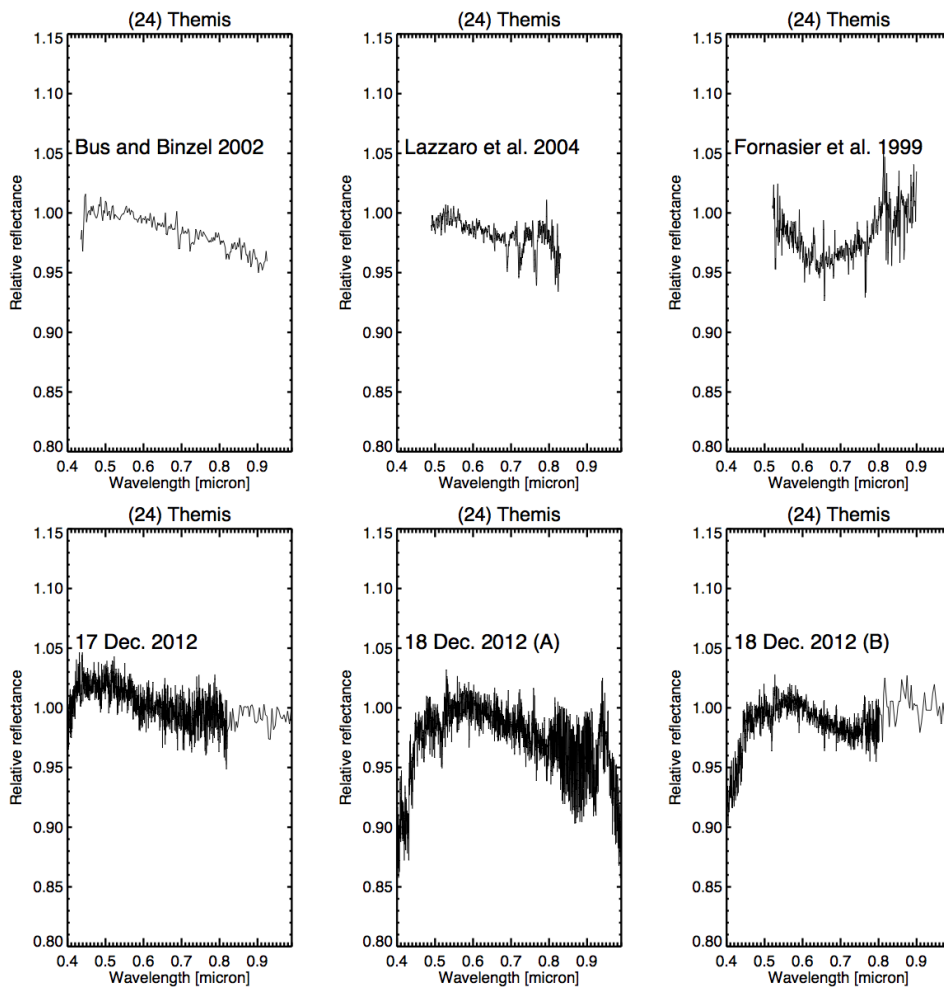 (24) Themis
Bus and Binzel 2002
Relative reflectance
1.15
1.10
1.05
1.00
0.95
0.90
0.85
0.80
0.4 0.5 0.6 0.7 0.8 0.9
Wavelength [micron]
(24) Themis
Lazzaro et al. 2004
Relative reflectance
1.15
1.10
1.05
1.00
0.95
0.90
0.85
0.80
0.4 0.5 0.6 0.7 0.8 0.9
Wavelength [micron]
(24) Themis
Fornasier et al. 1999
Relative reflectance
1.15
1.10
1.05
1.00
0.95
0.90
0.85
0.80
0.4 0.5 0.6 0.7 0.8 0.9
Wavelength [micron]
(24) Themis
17 Dec. 2012
Relative reflectance
1.15
1.10
1.05
1.00
0.95
0.90
0.85
0.80
0.4 0.5 0.6 0.7 0.8 0.9
Wavelength [micron]
(24) Themis
18 Dec. 2012 (A)
Relative reflectance
1.15
1.10
1.05
1.00
0.95
0.90
0.85
0.80
0.4 0.5 0.6 0.7 0.8 0.9
Wavelength [micron]
(24) Themis
18 Dec. 2012 (B)
Relative reflectance
1.15
1.10
1.05
1.00
0.95
0.90
0.85
0.80
0.4 0.5 0.6 0.7 0.8 0.9
Wavelength [micron]